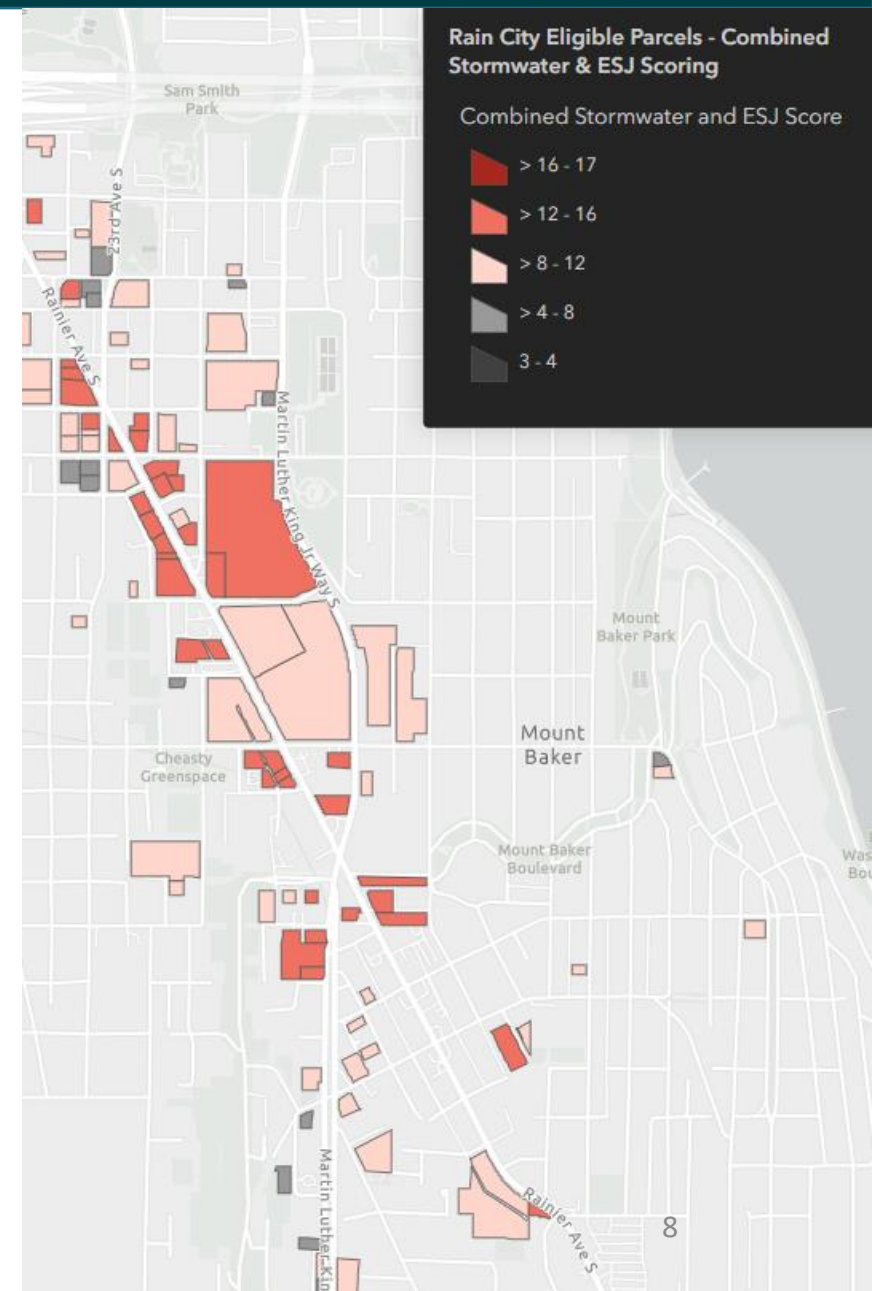 Rain City Eligible Parcels - Combined
Stormwater & ESJ Scoring
Combined Stormwater and ESJ Score
> 16 - 17
> 12 - 16
> 8 - 12
> 4 - 8
3 - 4
Sam Smith
Park
23rd Ave S
Rainier Ave S
Martin Luther King Jr Way S
Mount
Baker Park
Mount
Baker
Cheasty
Greenspace
Mount Baker
Boulevard
Martin Luther
Rainier Ave S
8